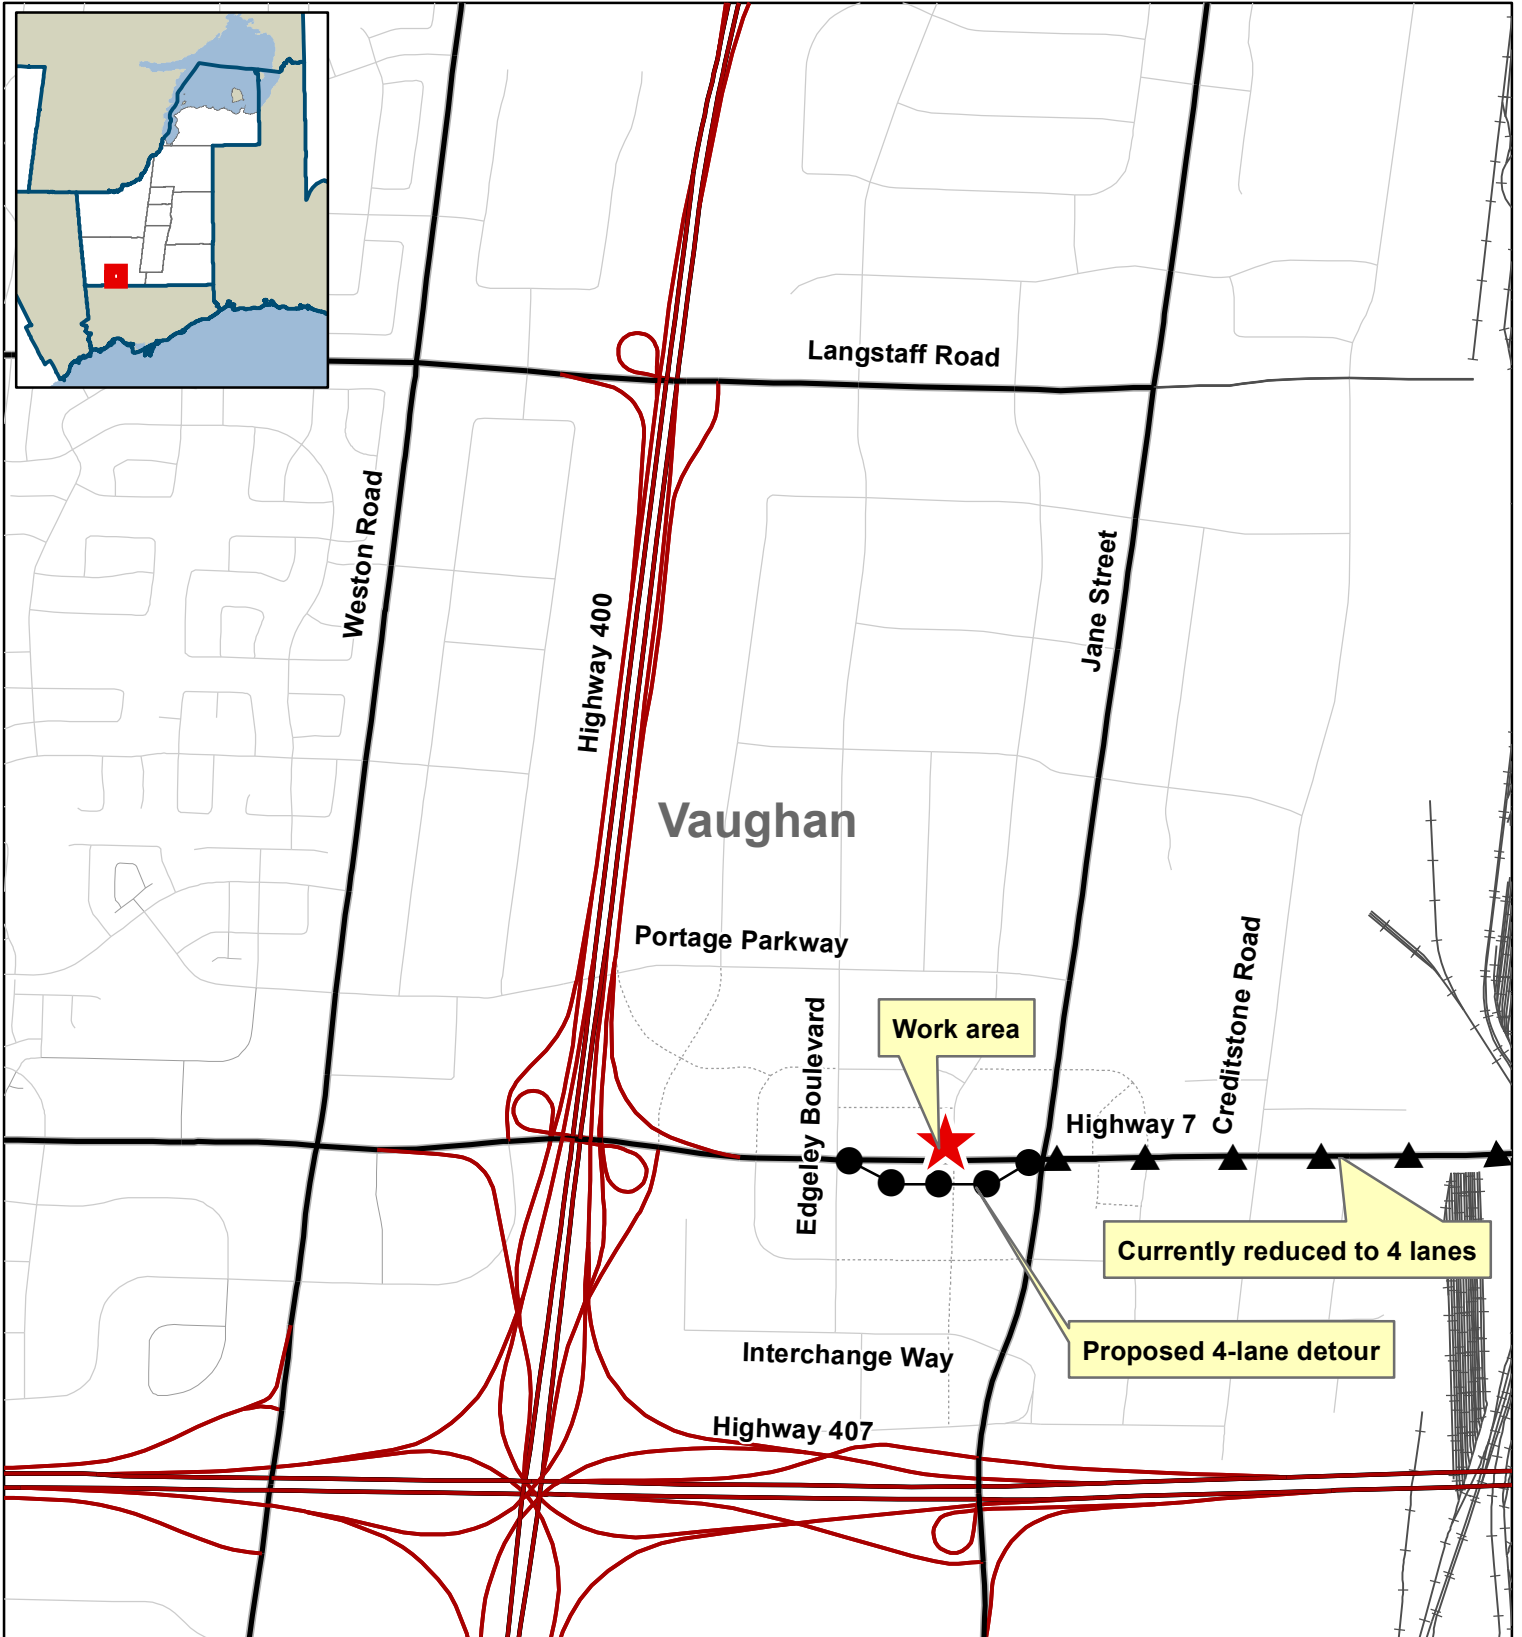 Langstaff Road
Weston Road
Jane Street
Highway 400
Vaughan
Portage Parkway
Creditstone Road
Edgeley Boulevard
Work area
Highway 7
Currently reduced to 4 lanes
Proposed 4-lane detour
Interchange Way
Highway 407